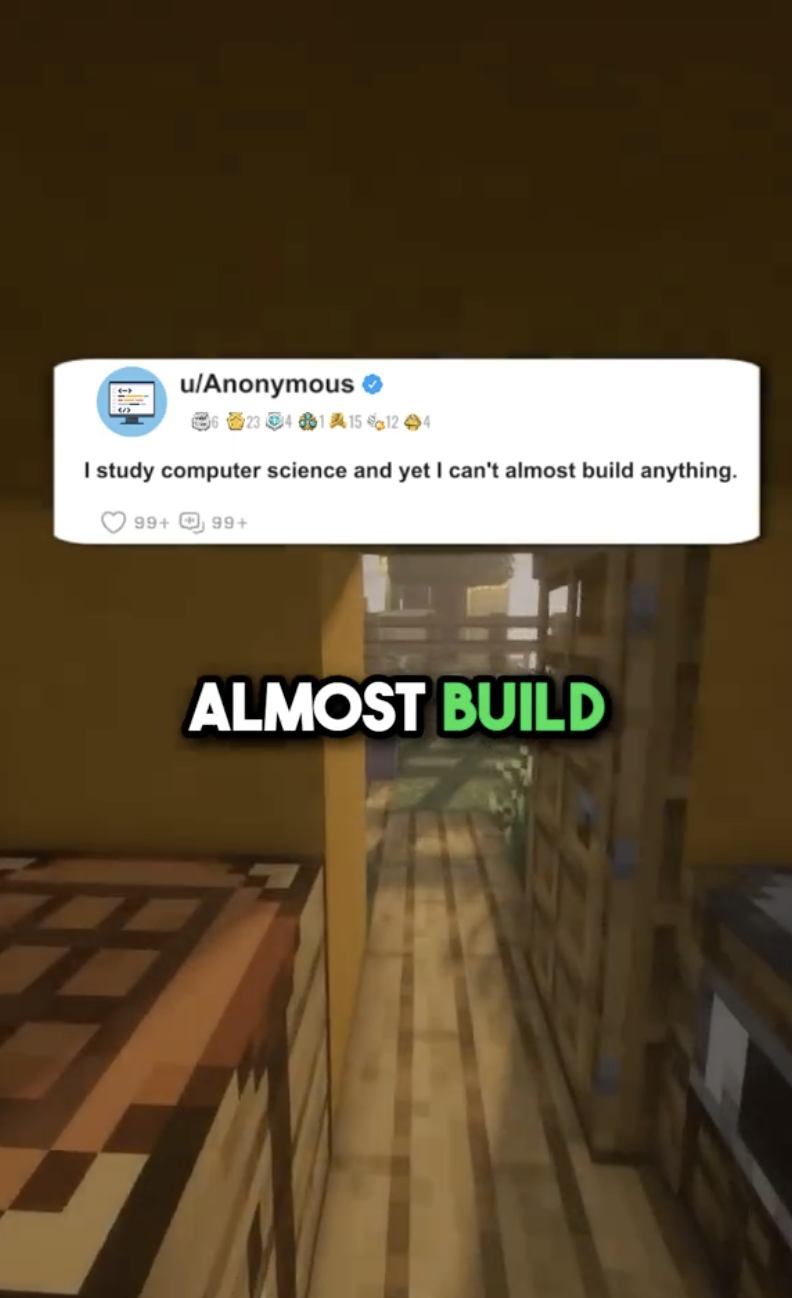 u/Anonymous
6 23 4 1 15 12 4
I study computer science and yet I can't almost build anything.
99+ 99+
ALMOST BUILD